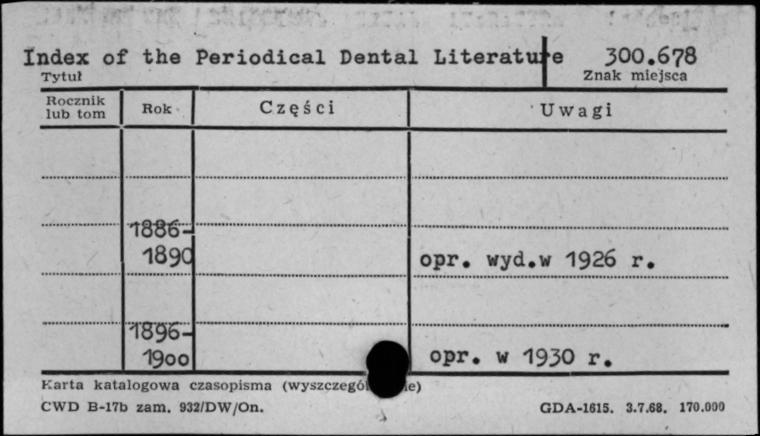 Index of the Periodical Dental Literature 300.678
Tytuł Znak miejsca
Rocznik lub tom Rok Części Uwagi
1886-
1890 opr. wyd.w 1926 r.
1896-
1900 opr. w 1930 r.
Karta katalogowa czasopisma
CWD B-17b zam. 932/DW/On. GDA-1615. 3.7.68. 170.000